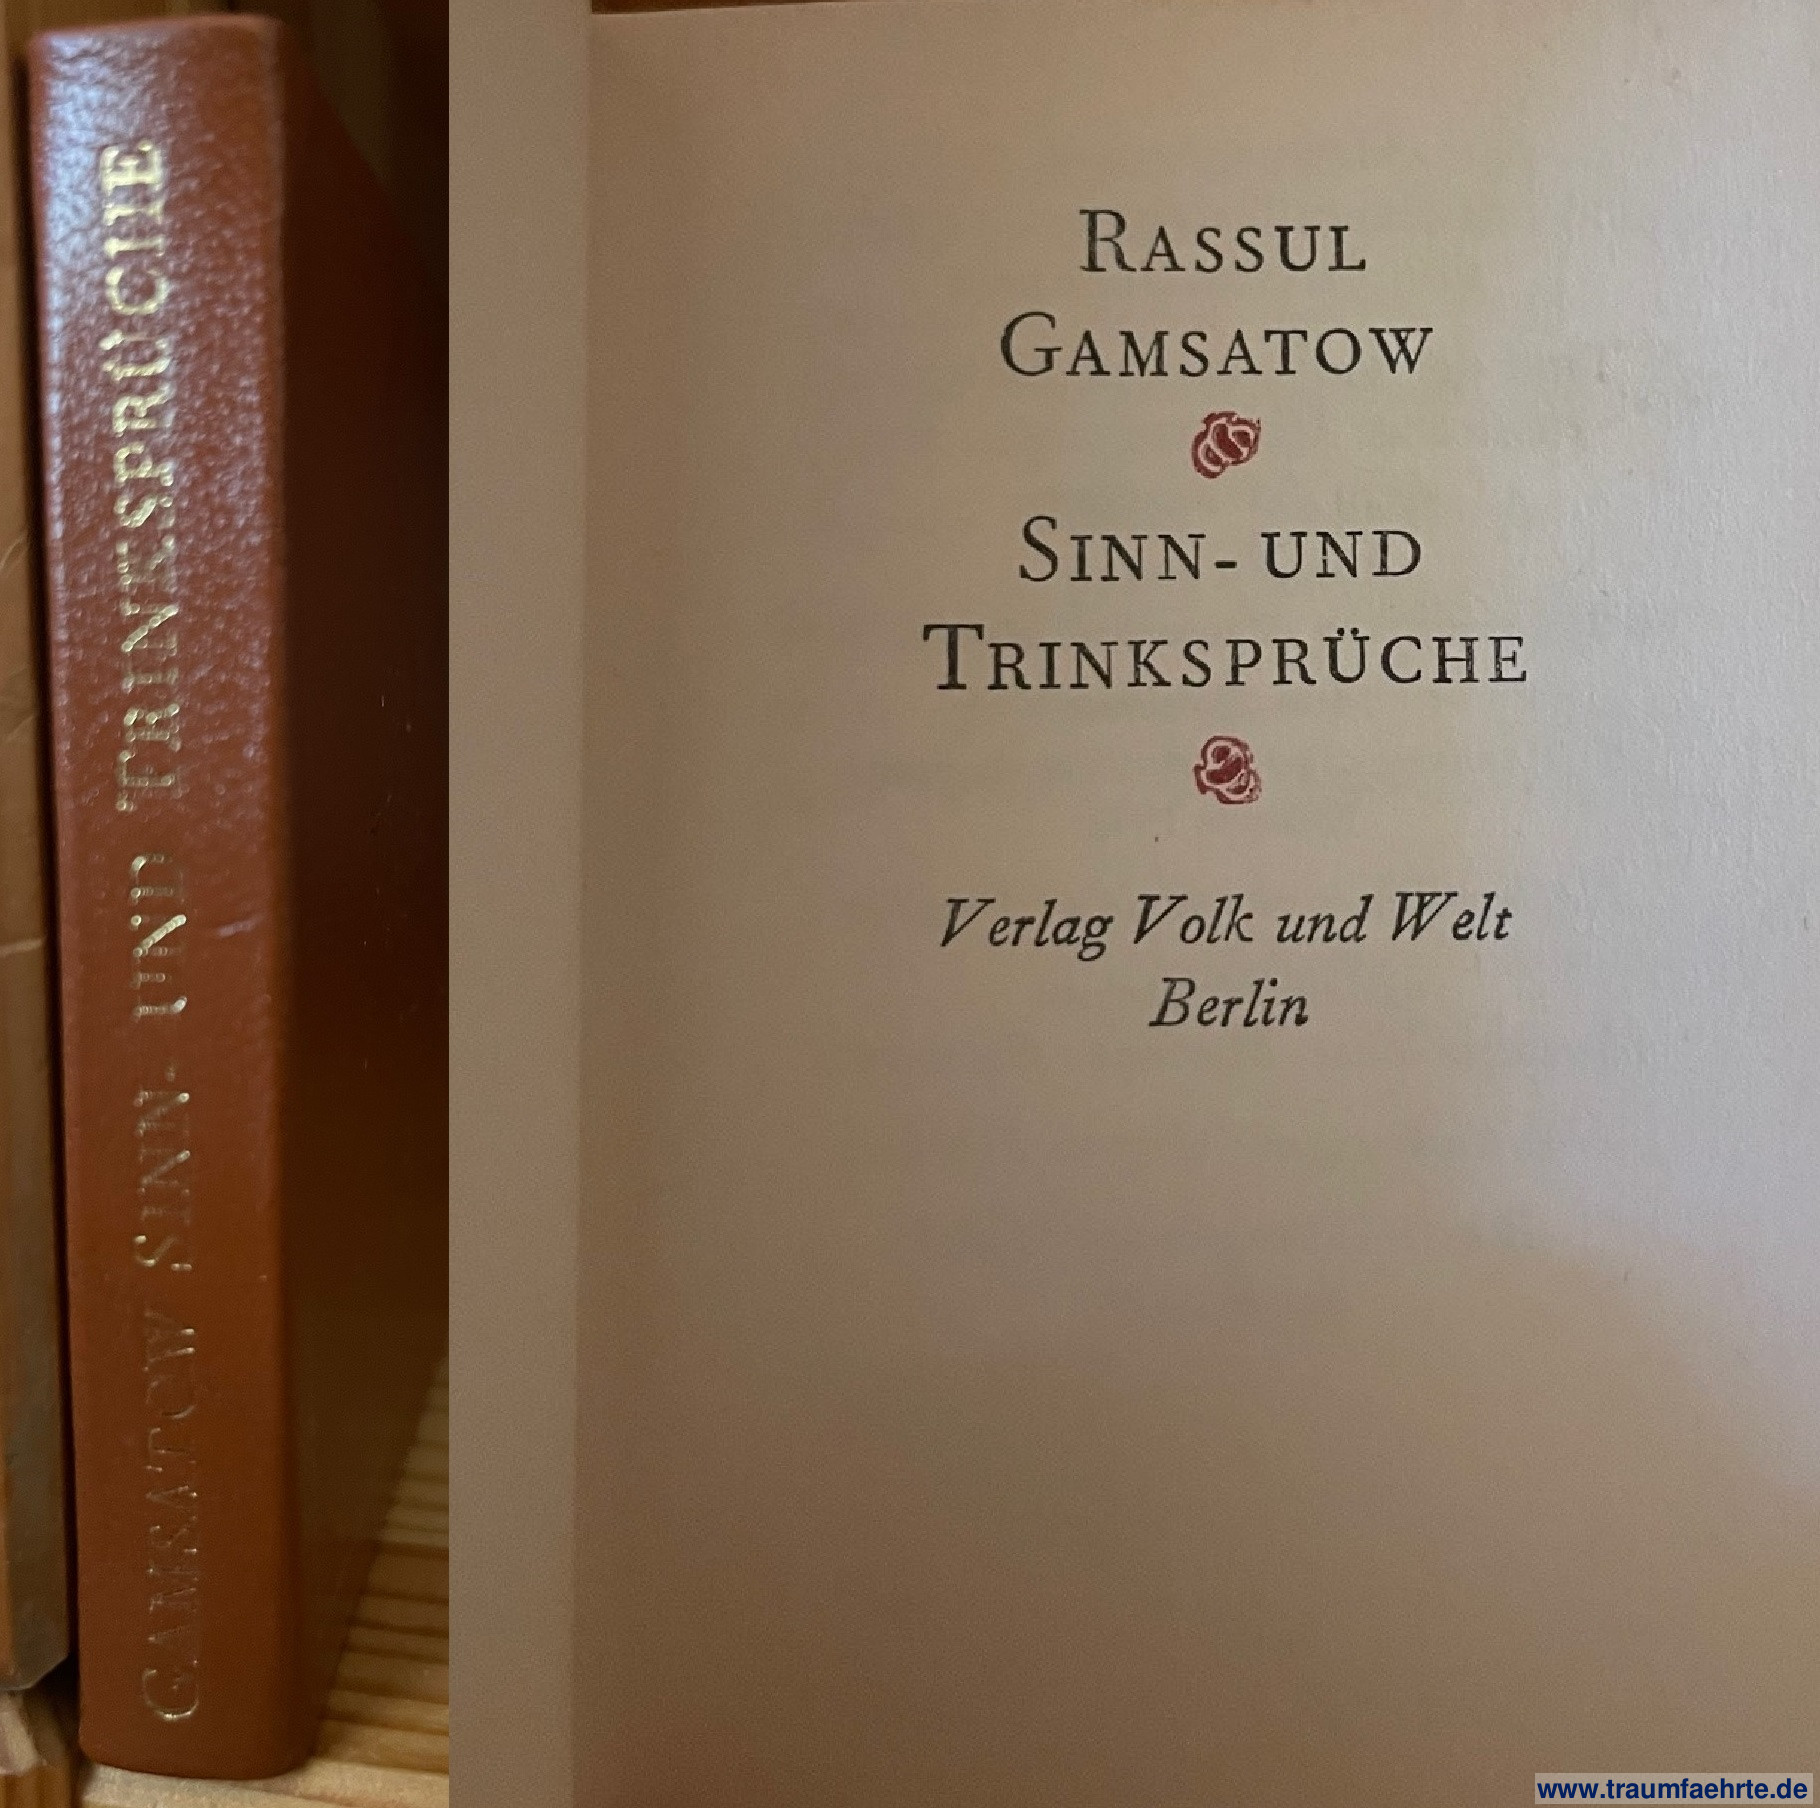 GAMSATOW SINN- UND TRINKSPRÜCHE
RASSUL
GAMSATOW
SINN- UND
TRINKSPRÜCHE
Verlag Volk und Welt
Berlin
www.traumfaehrte.de